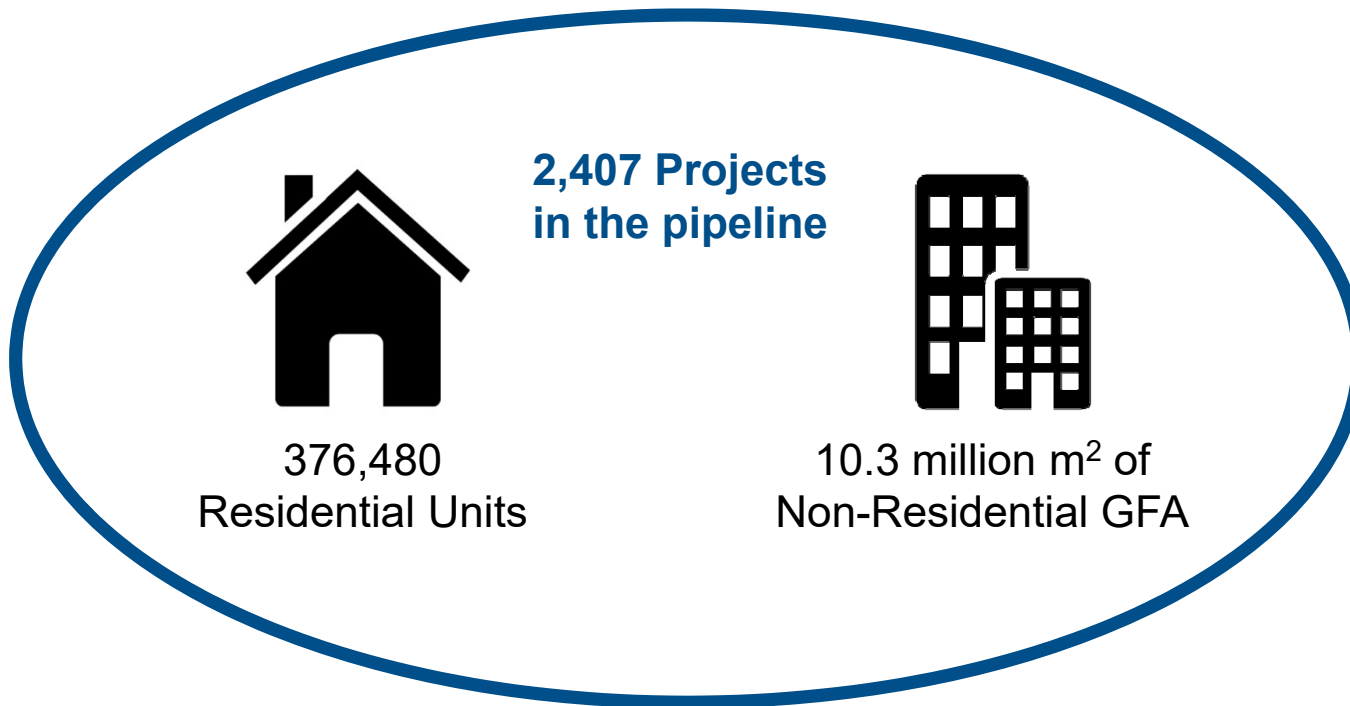 2,407 Projects
in the pipeline
376,480
Residential Units
10.3 million m² of
Non-Residential GFA